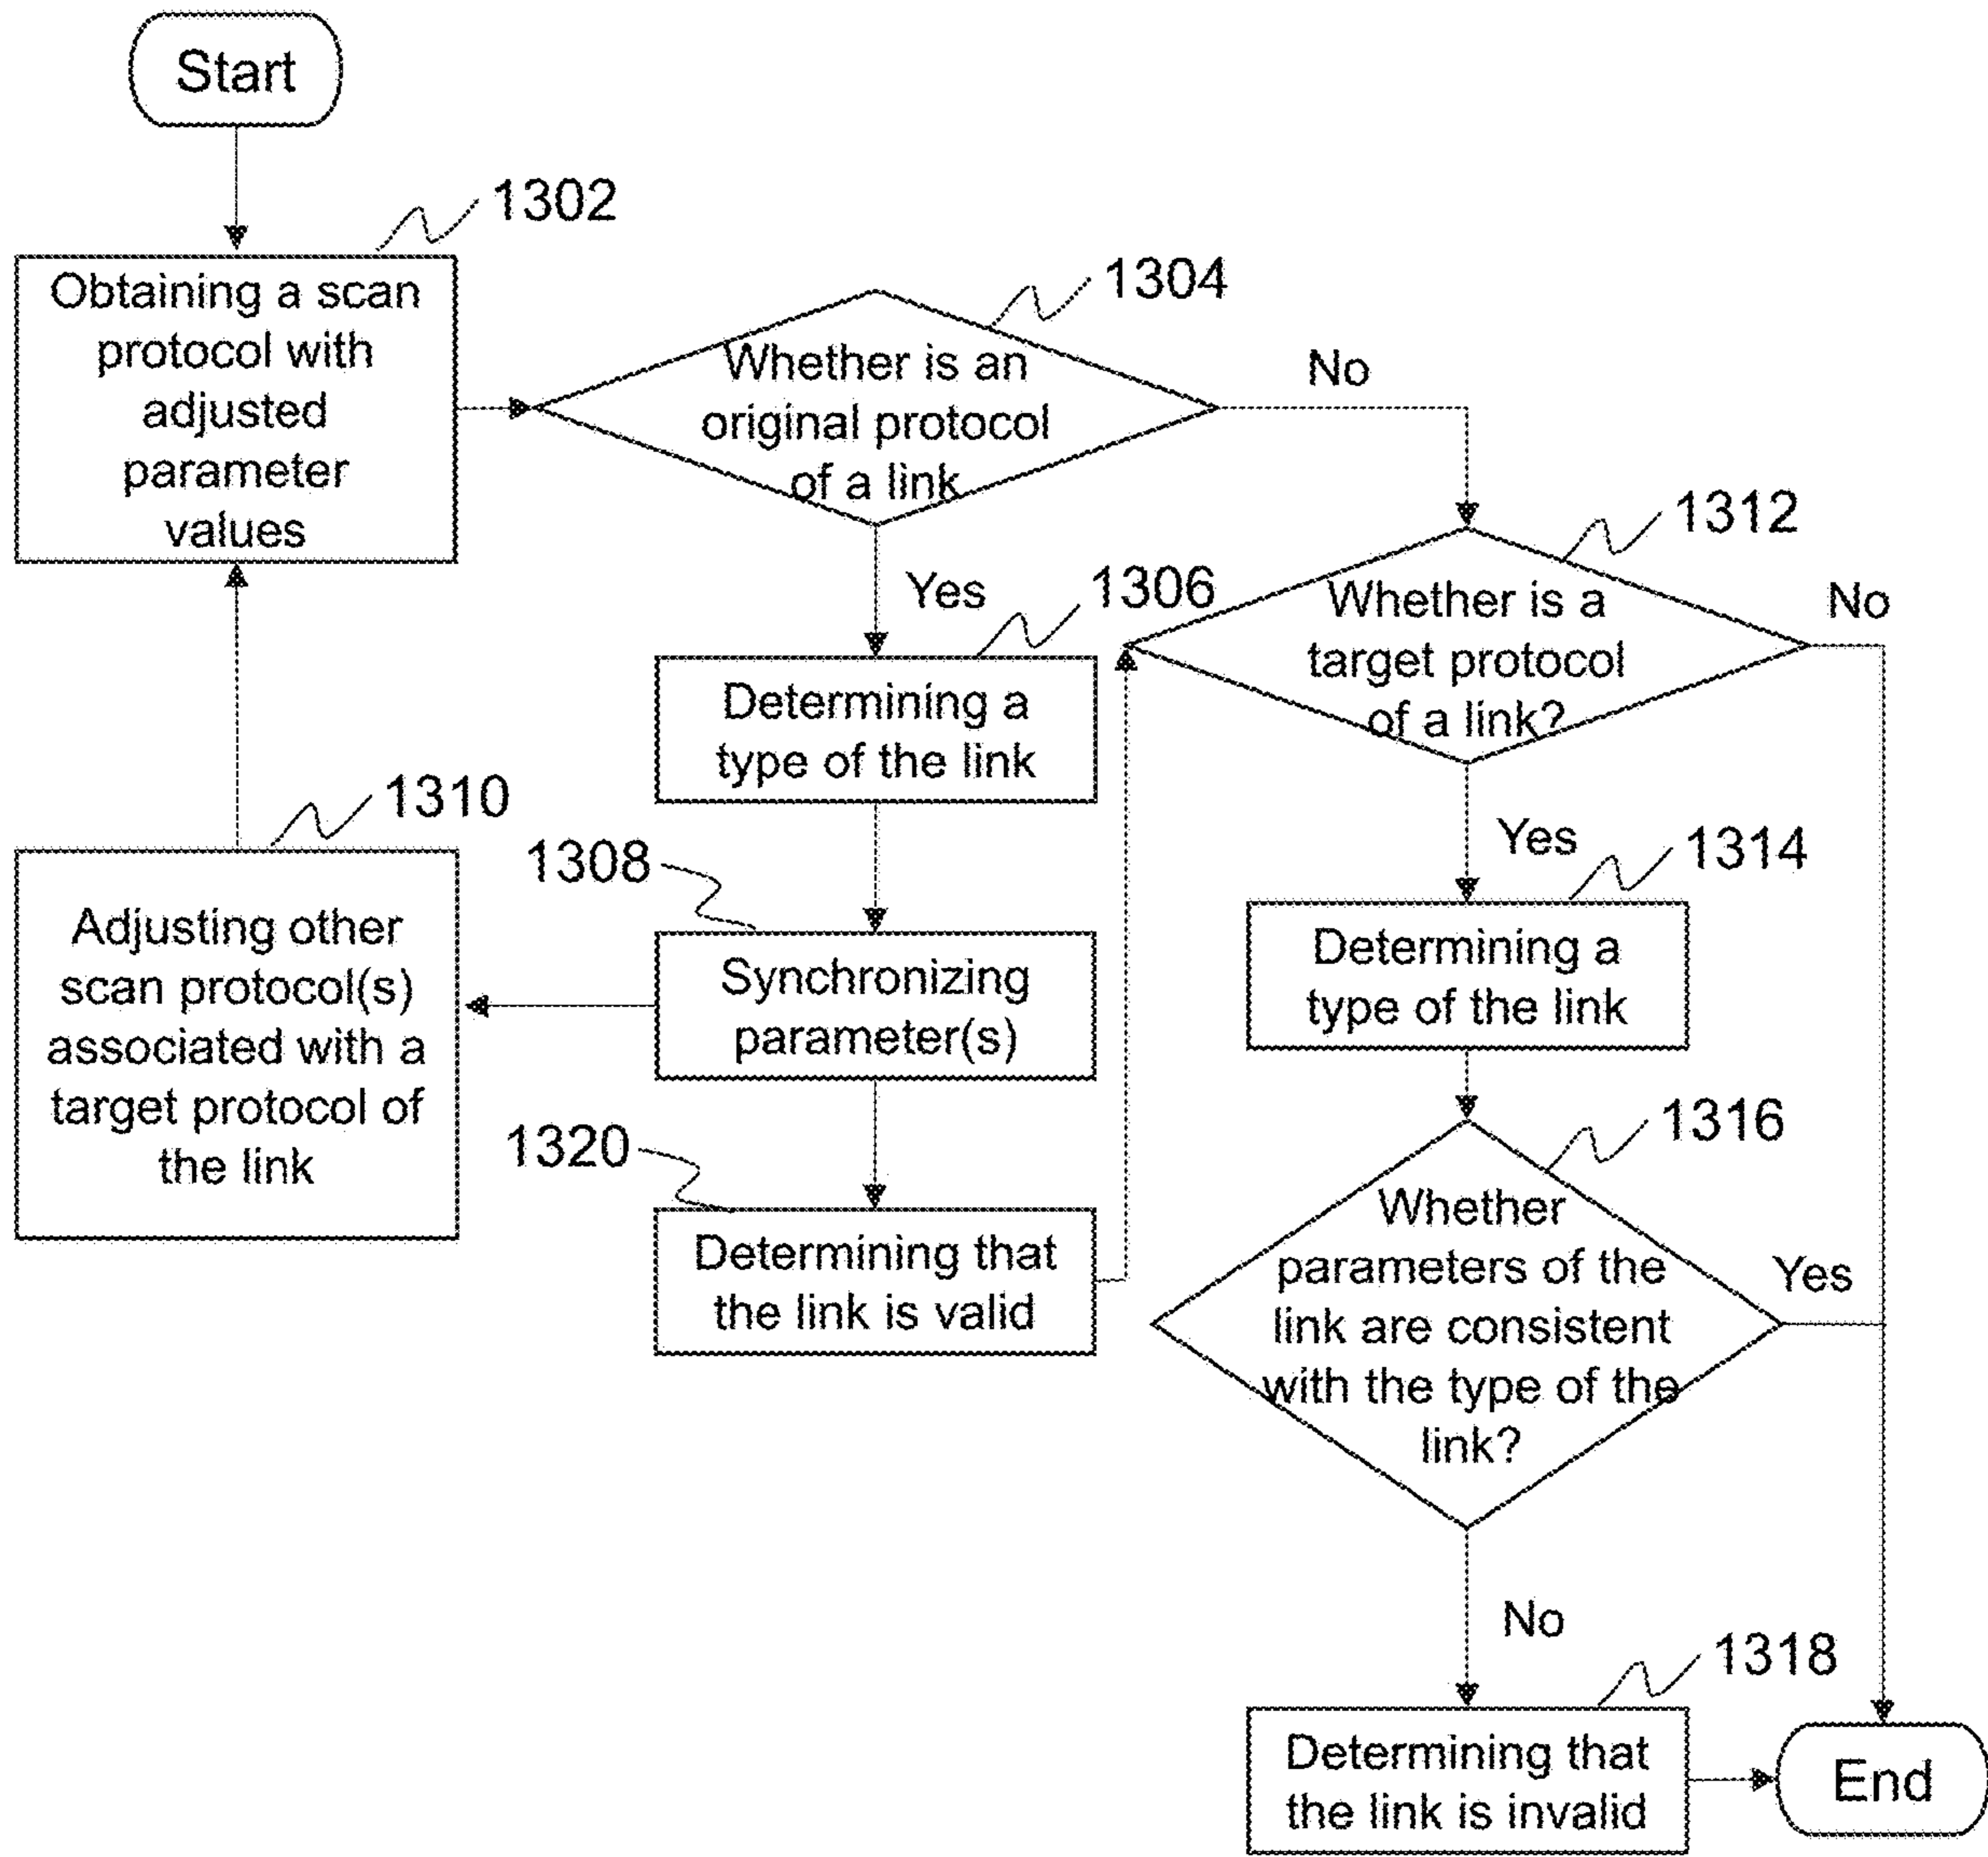 Start
1302
Obtaining a scan
protocol with
adjusted
parameter
values
1304
Whether is an
original protocol
of a link
No
Yes
1306
Determining a
type of the link
1308
Synchronizing
parameter(s)
1310
Adjusting other
scan protocol(s)
associated with a
target protocol of
the link
1320
Determining that
the link is valid
1312
Whether is a
target protocol
of a link?
No
Yes
1314
Determining a
type of the link
1316
Whether
parameters of the
link are consistent
with the type of the
link?
Yes
No
1318
Determining that
the link is invalid
End